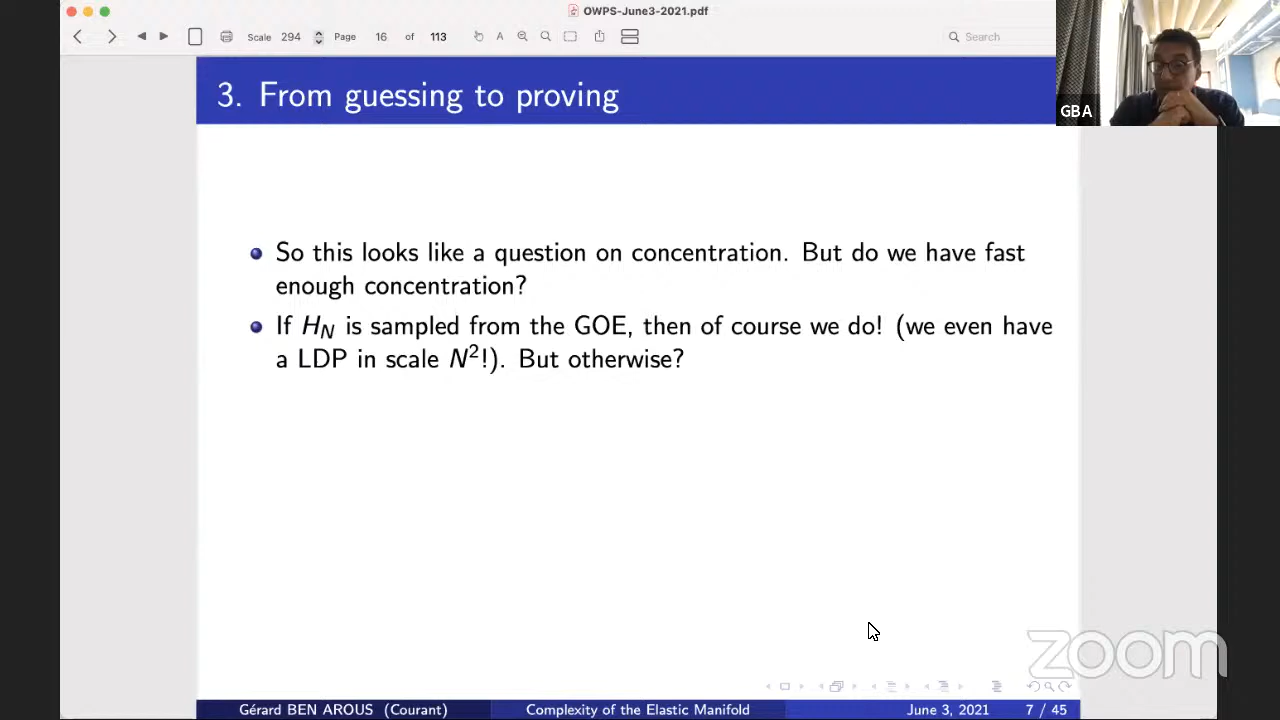 OWPS-June3-2021.pdf
Scale 294 Page 16 of 113 A Search
3. From guessing to proving
GBA
So this looks like a question on concentration. But do we have fast
enough concentration?
If H_N is sampled from the GOE, then of course we do! (we even have
a LDP in scale N²!). But otherwise?
zoom
Gérard BEN AROUS (Courant) Complexity of the Elastic Manifold June 3, 2021 7 / 45